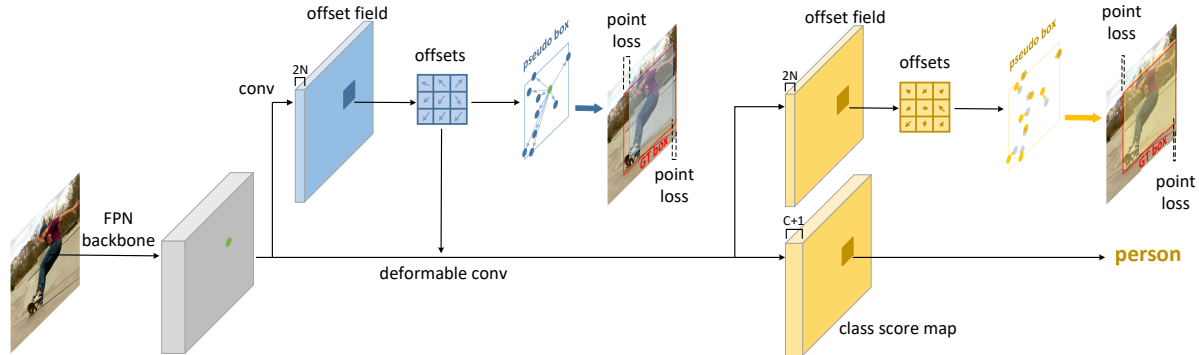 offset field
2N
conv
offsets
pseudo box
point
loss
GT box
point
loss
offset field
2N
offsets
pseudo box
point
loss
GT box
point
loss
FPN
backbone
deformable conv
C+1
class score map
person